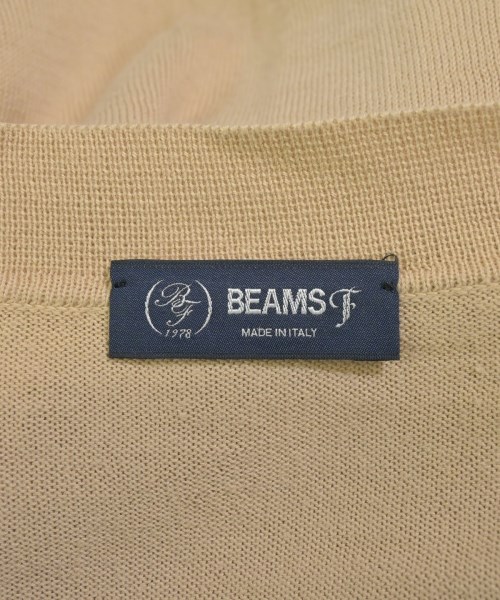 BF
1978
BEAMS F
MADE IN ITALY